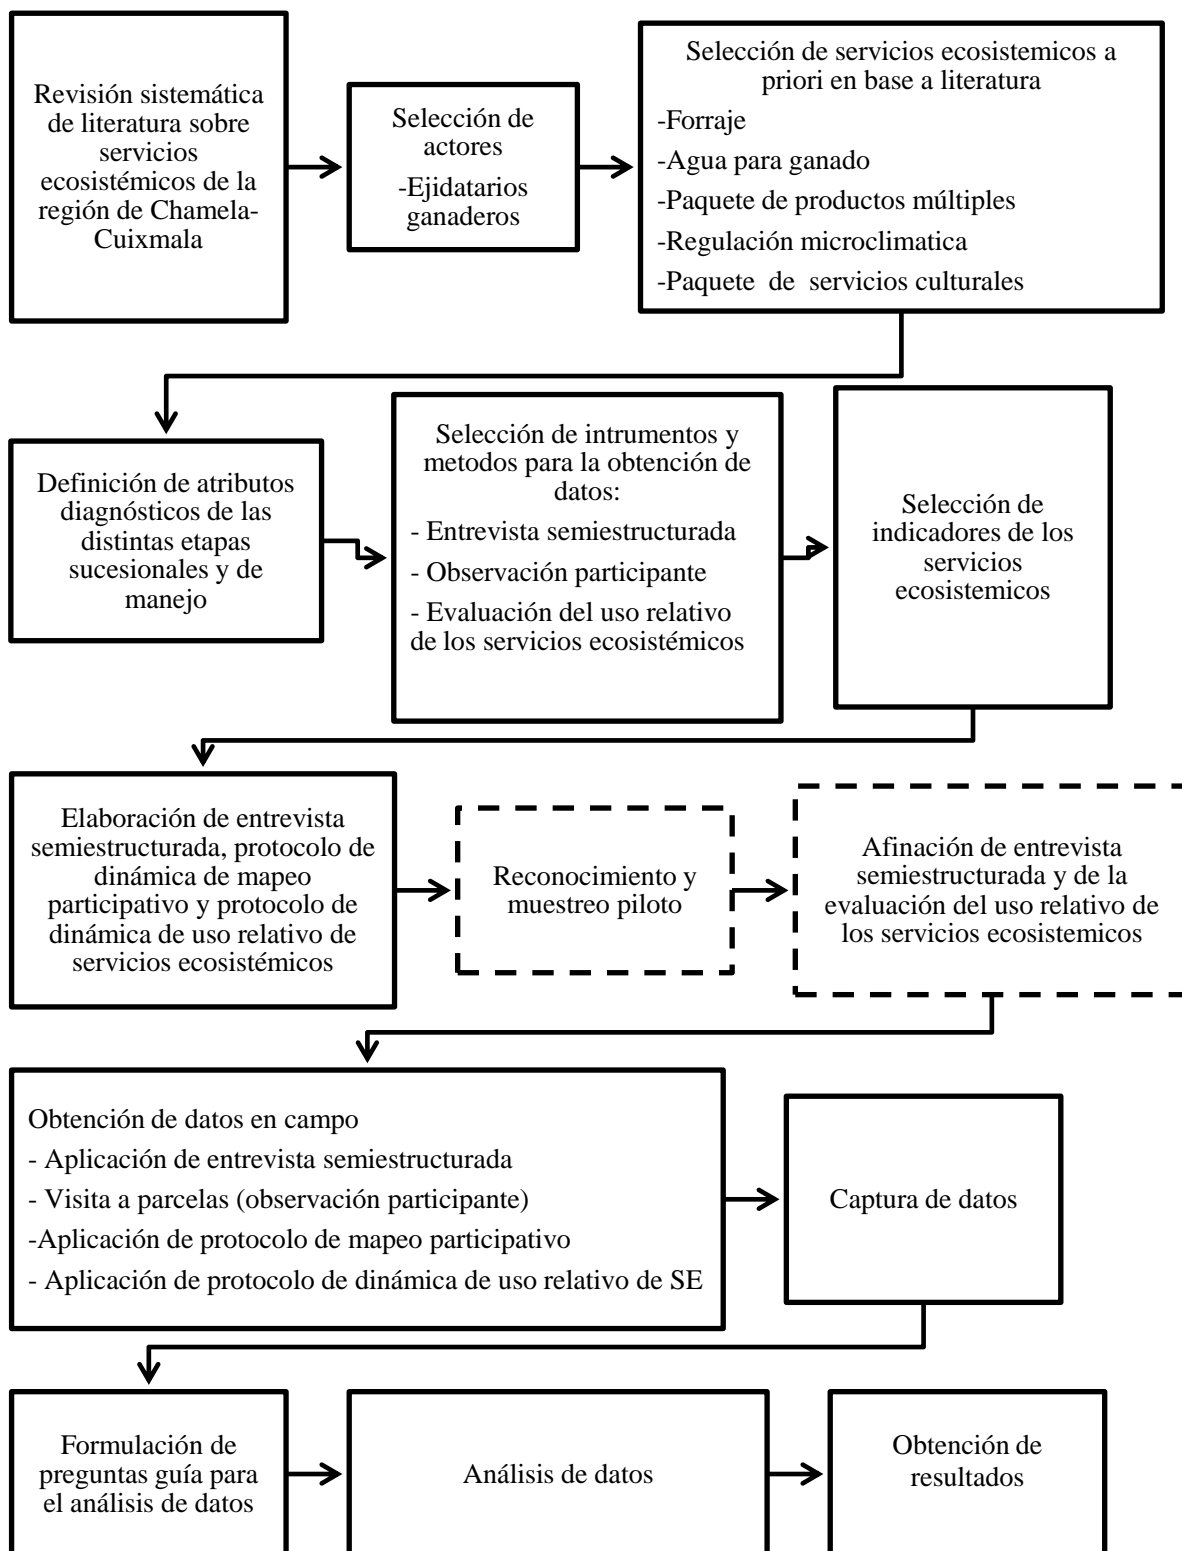 Revisión sistemática
de literatura sobre
servicios
ecosistémicos de la
región de Chamela-
Cuixmala
Selección de
actores
-Ejidatarios
ganaderos
Selección de servicios ecosistemicos a
priori en base a literatura
-Forraje
-Agua para ganado
-Paquete de productos múltiples
-Regulación microclimatica
-Paquete de servicios culturales
Definición de atributos
diagnósticos de las
distintas etapas
sucesionales y de
manejo
Selección de intrumentos y
metodos para la obtención de
datos:
- Entrevista semiestructurada
- Observación participante
- Evaluación del uso relativo
de los servicios ecosistémicos
Selección de
indicadores de los
servicios
ecosistemicos
Elaboración de entrevista
semiestructurada, protocolo de
dinámica de mapeo
participativo y protocolo de
dinámica de uso relativo de
servicios ecosistémicos
Reconocimiento y
muestreo piloto
Afinación de entrevista
semiestructurada y de la
evaluación del uso relativo de
los servicios ecosistemicos
Obtención de datos en campo
- Aplicación de entrevista semiestructurada
- Visita a parcelas (observación participante)
-Aplicación de protocolo de mapeo participativo
- Aplicación de protocolo de dinámica de uso relativo de SE
Captura de datos
Formulación de
preguntas guía para
el análisis de datos
Análisis de datos
Obtención de
resultados